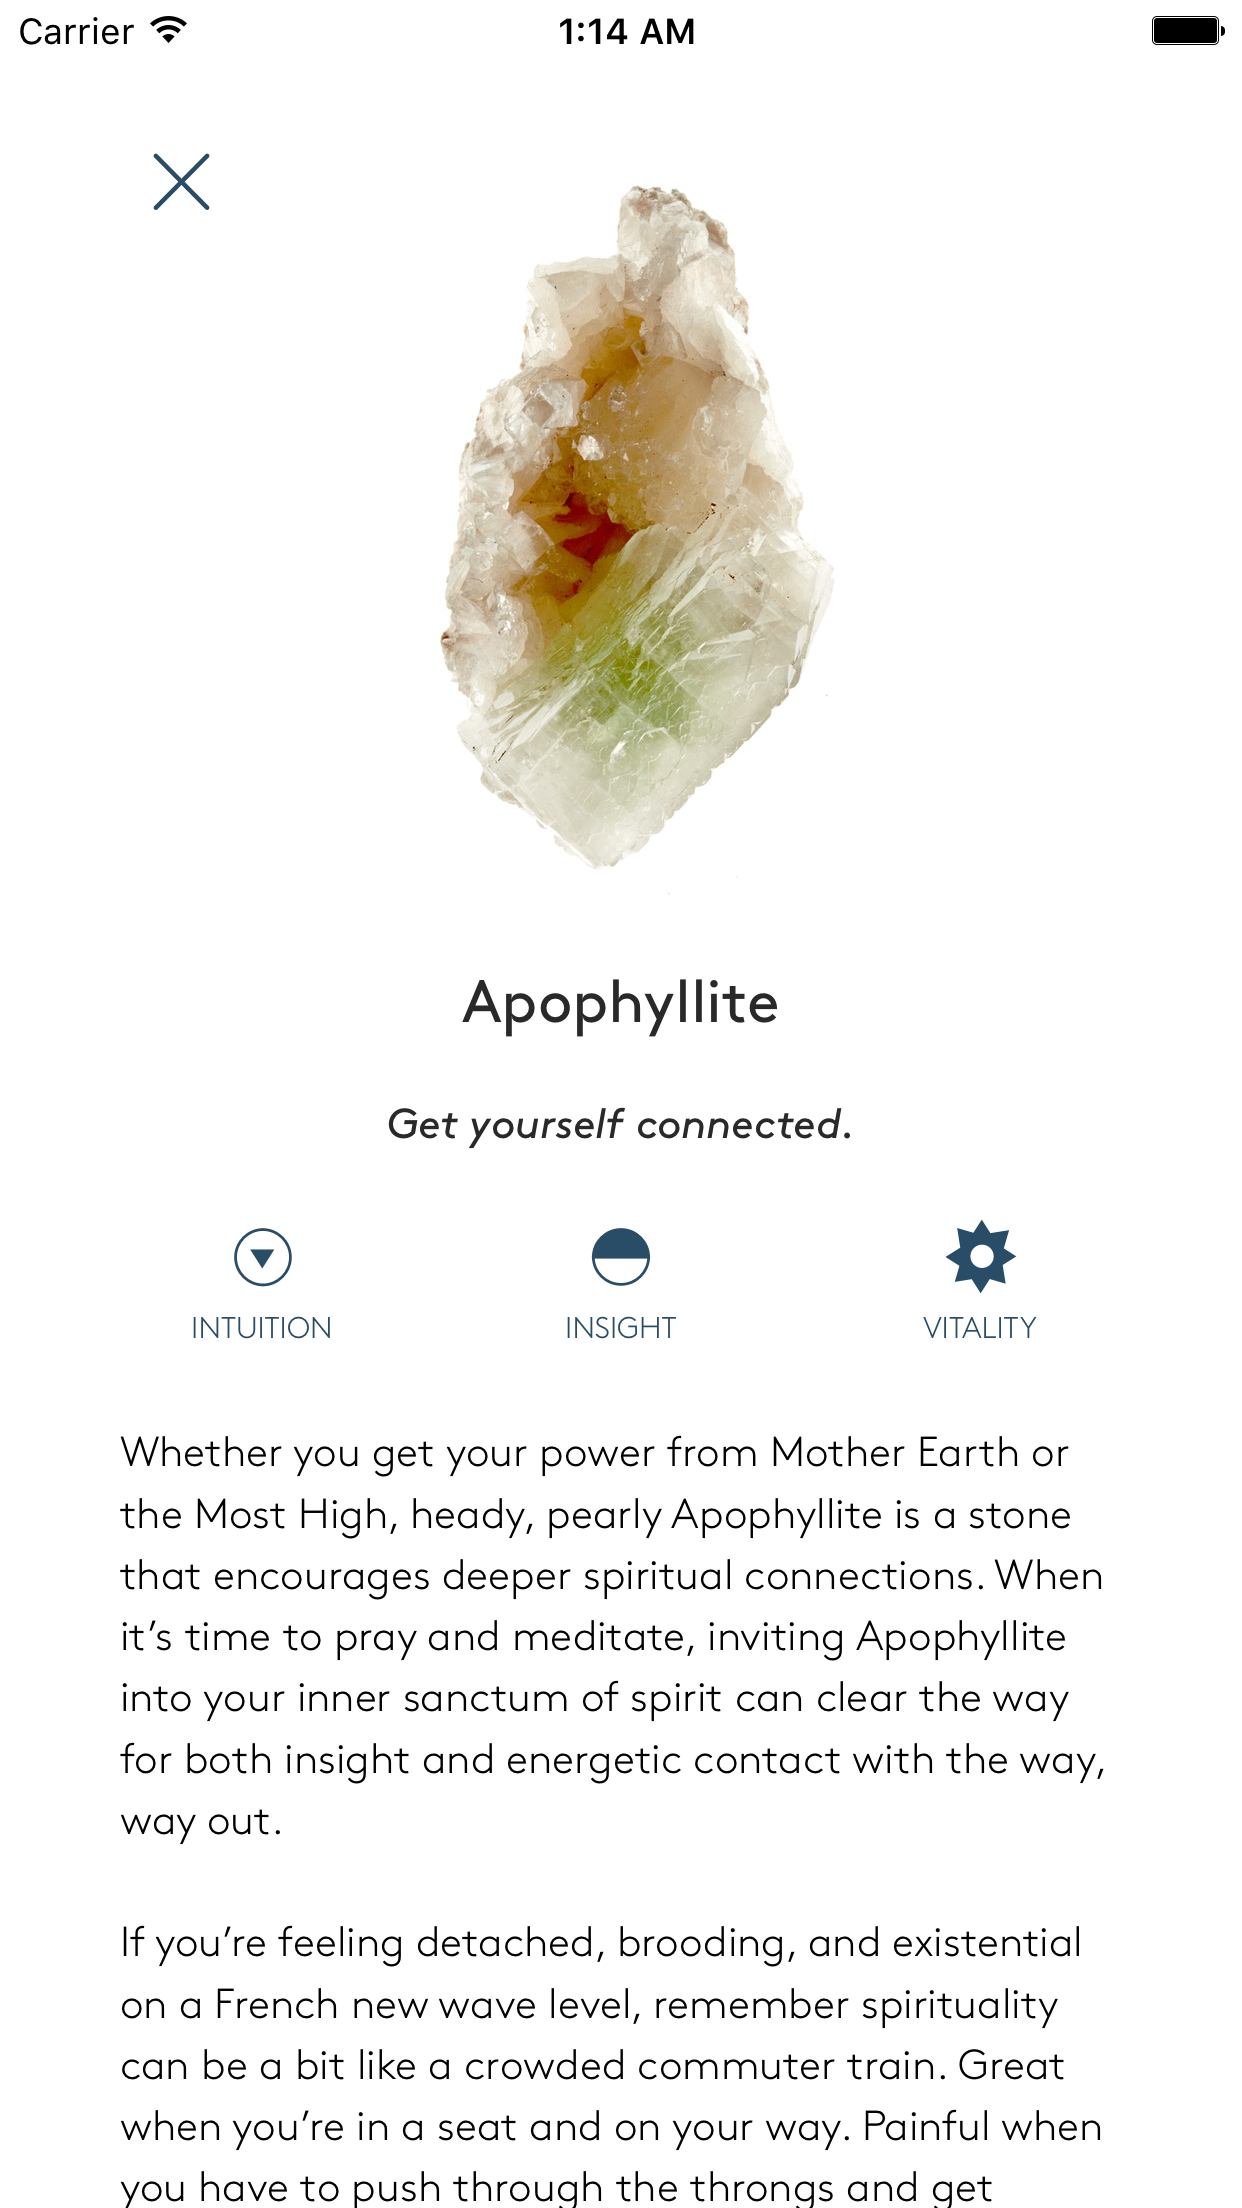 Carrier 1:14 AM
Apophyllite
Get yourself connected.
INTUITION INSIGHT VITALITY
Whether you get your power from Mother Earth or
the Most High, heady, pearly Apophyllite is a stone
that encourages deeper spiritual connections. When
it’s time to pray and meditate, inviting Apophyllite
into your inner sanctum of spirit can clear the way
for both insight and energetic contact with the way,
way out.
If you’re feeling detached, brooding, and existential
on a French new wave level, remember spirituality
can be a bit like a crowded commuter train. Great
when you’re in a seat and on your way. Painful when
you have to push through the throngs and get